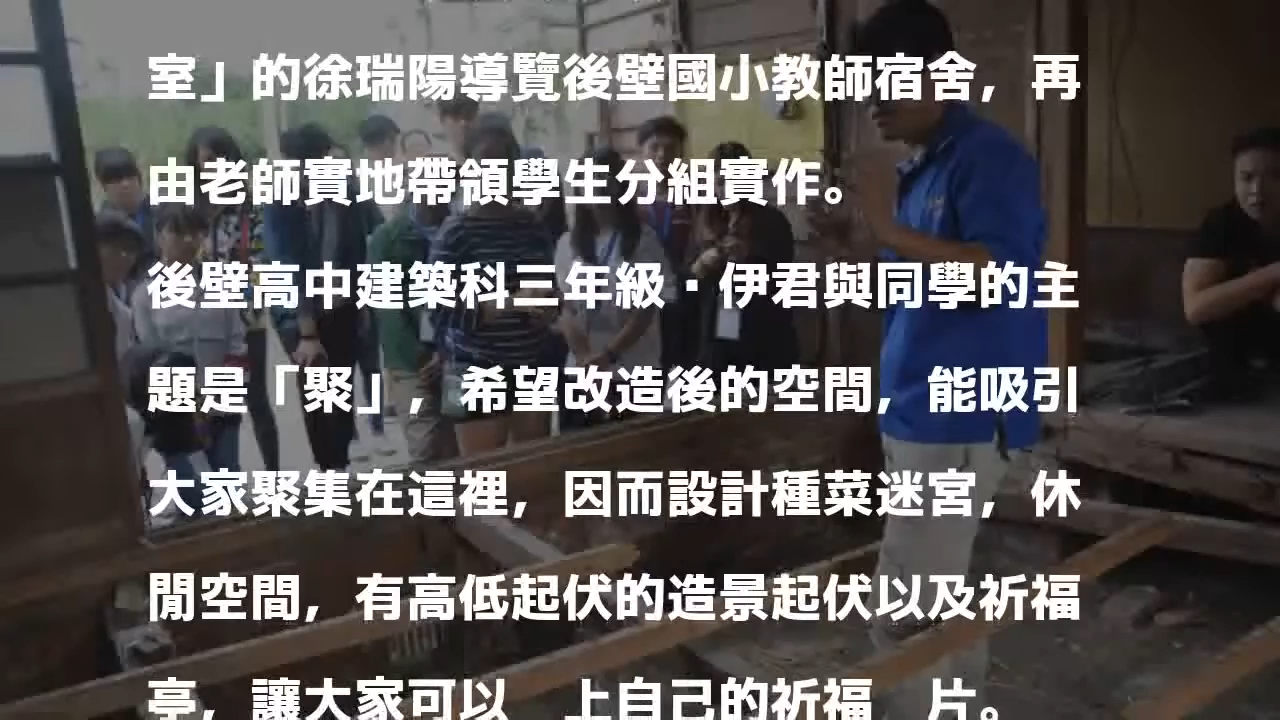 室」的徐瑞陽導覽後壁國小教師宿舍，再
由老師實地帶領學生分組實作。
後壁高中建築科三年級‧伊君與同學的主
題是「聚」，希望改造後的空間，能吸引
大家聚集在這裡，因而設計種菜迷宮，休
閒空間，有高低起伏的造景起伏以及祈福
亭，讓大家可以　上自己的祈福　片。